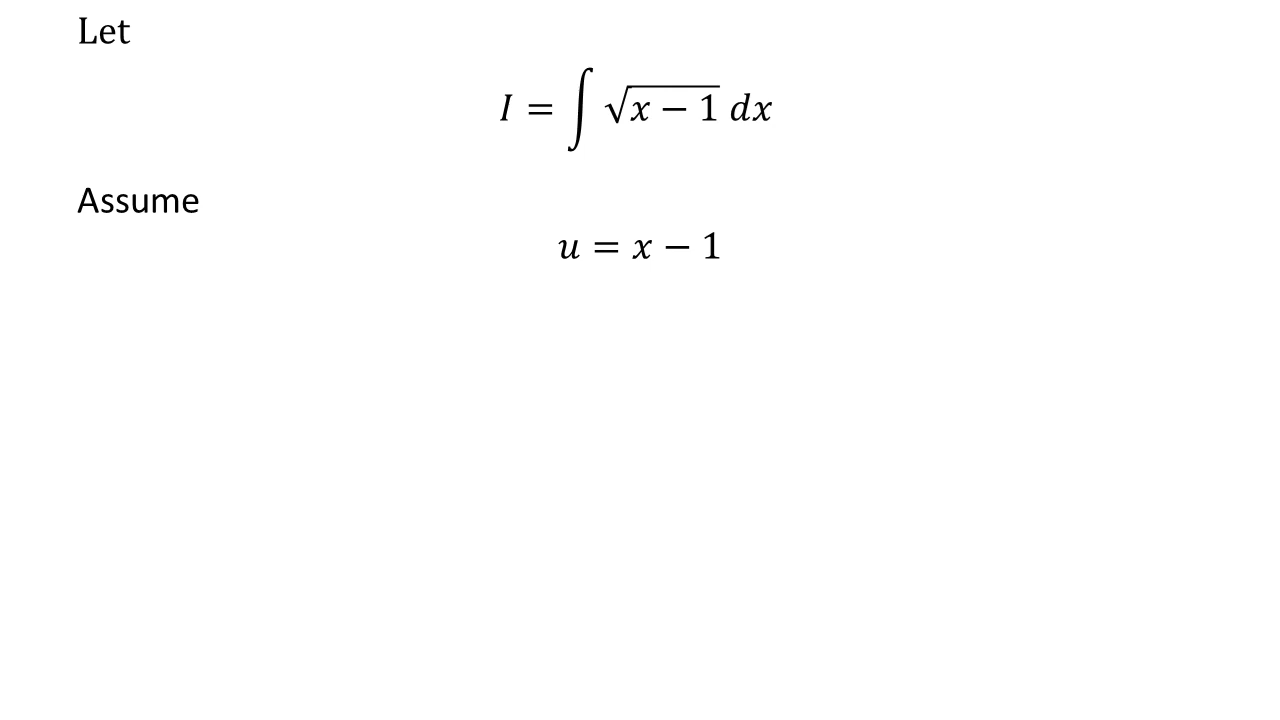 Let
I = ∫ √(x − 1) dx
Assume
u = x − 1